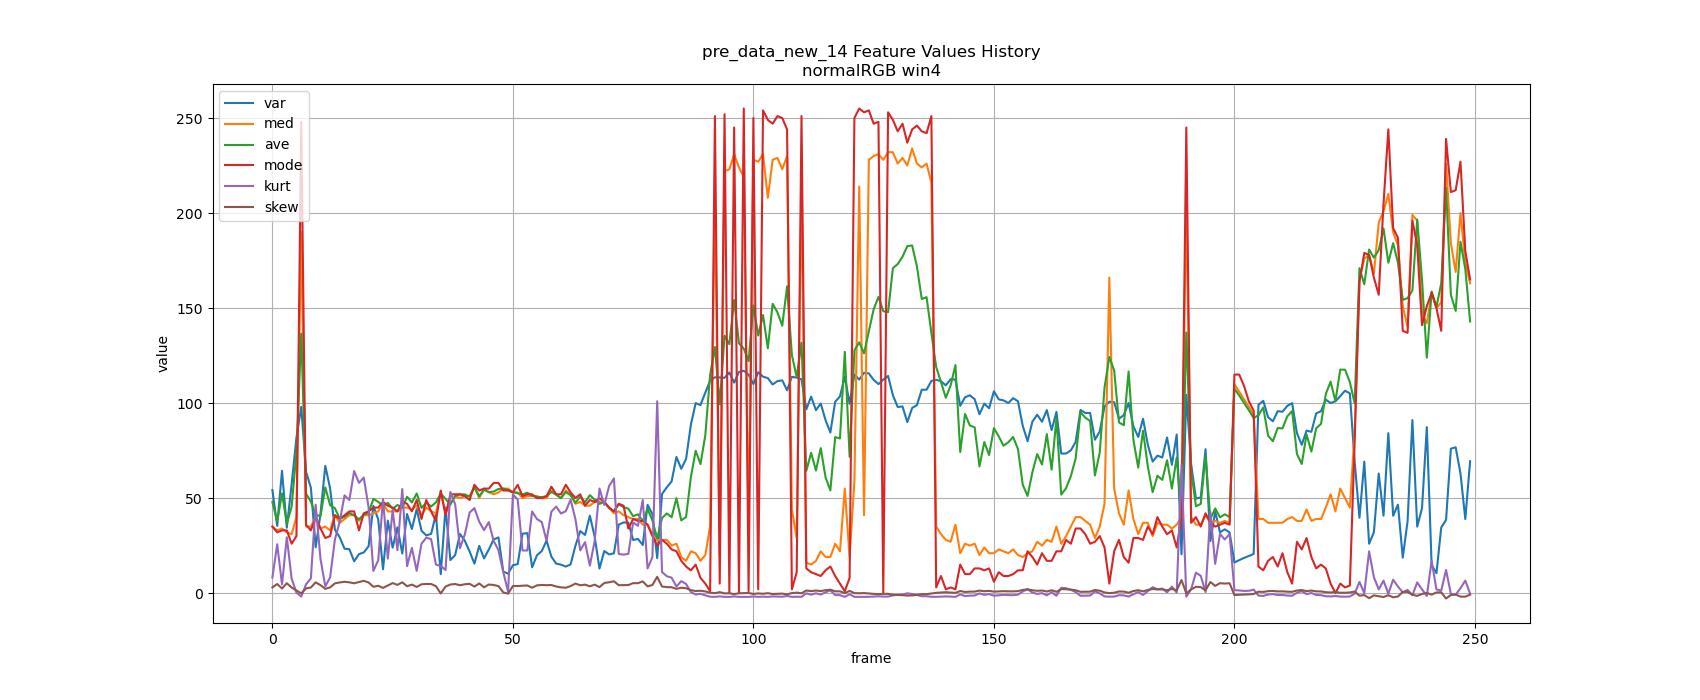 pre_data_new_14 Feature Values History
normalRGB win4
var
med
ave
mode
kurt
skew
value
250
200
150
100
50
0
0
50
100
150
200
250
frame